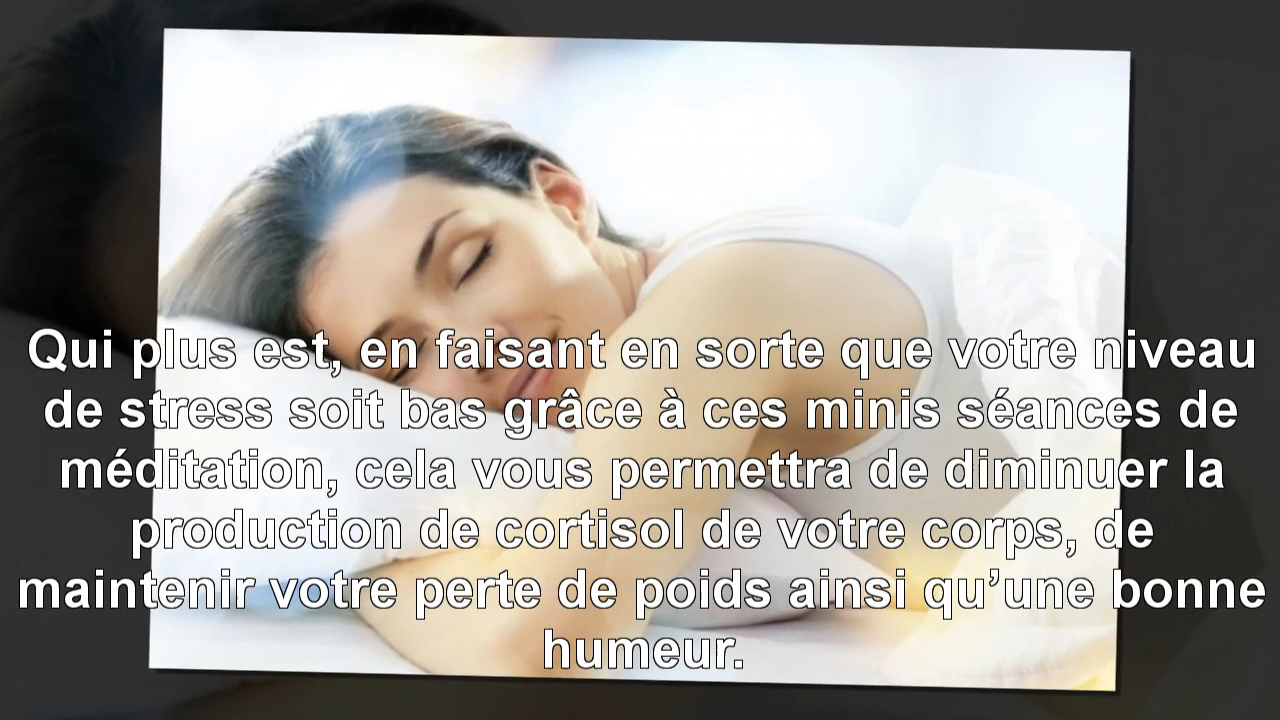 Qui plus est, en faisant en sorte que votre niveau
de stress soit bas grâce à ces minis séances de
méditation, cela vous permettra de diminuer la
production de cortisol de votre corps, de
maintenir votre perte de poids ainsi qu’une bonne
humeur.